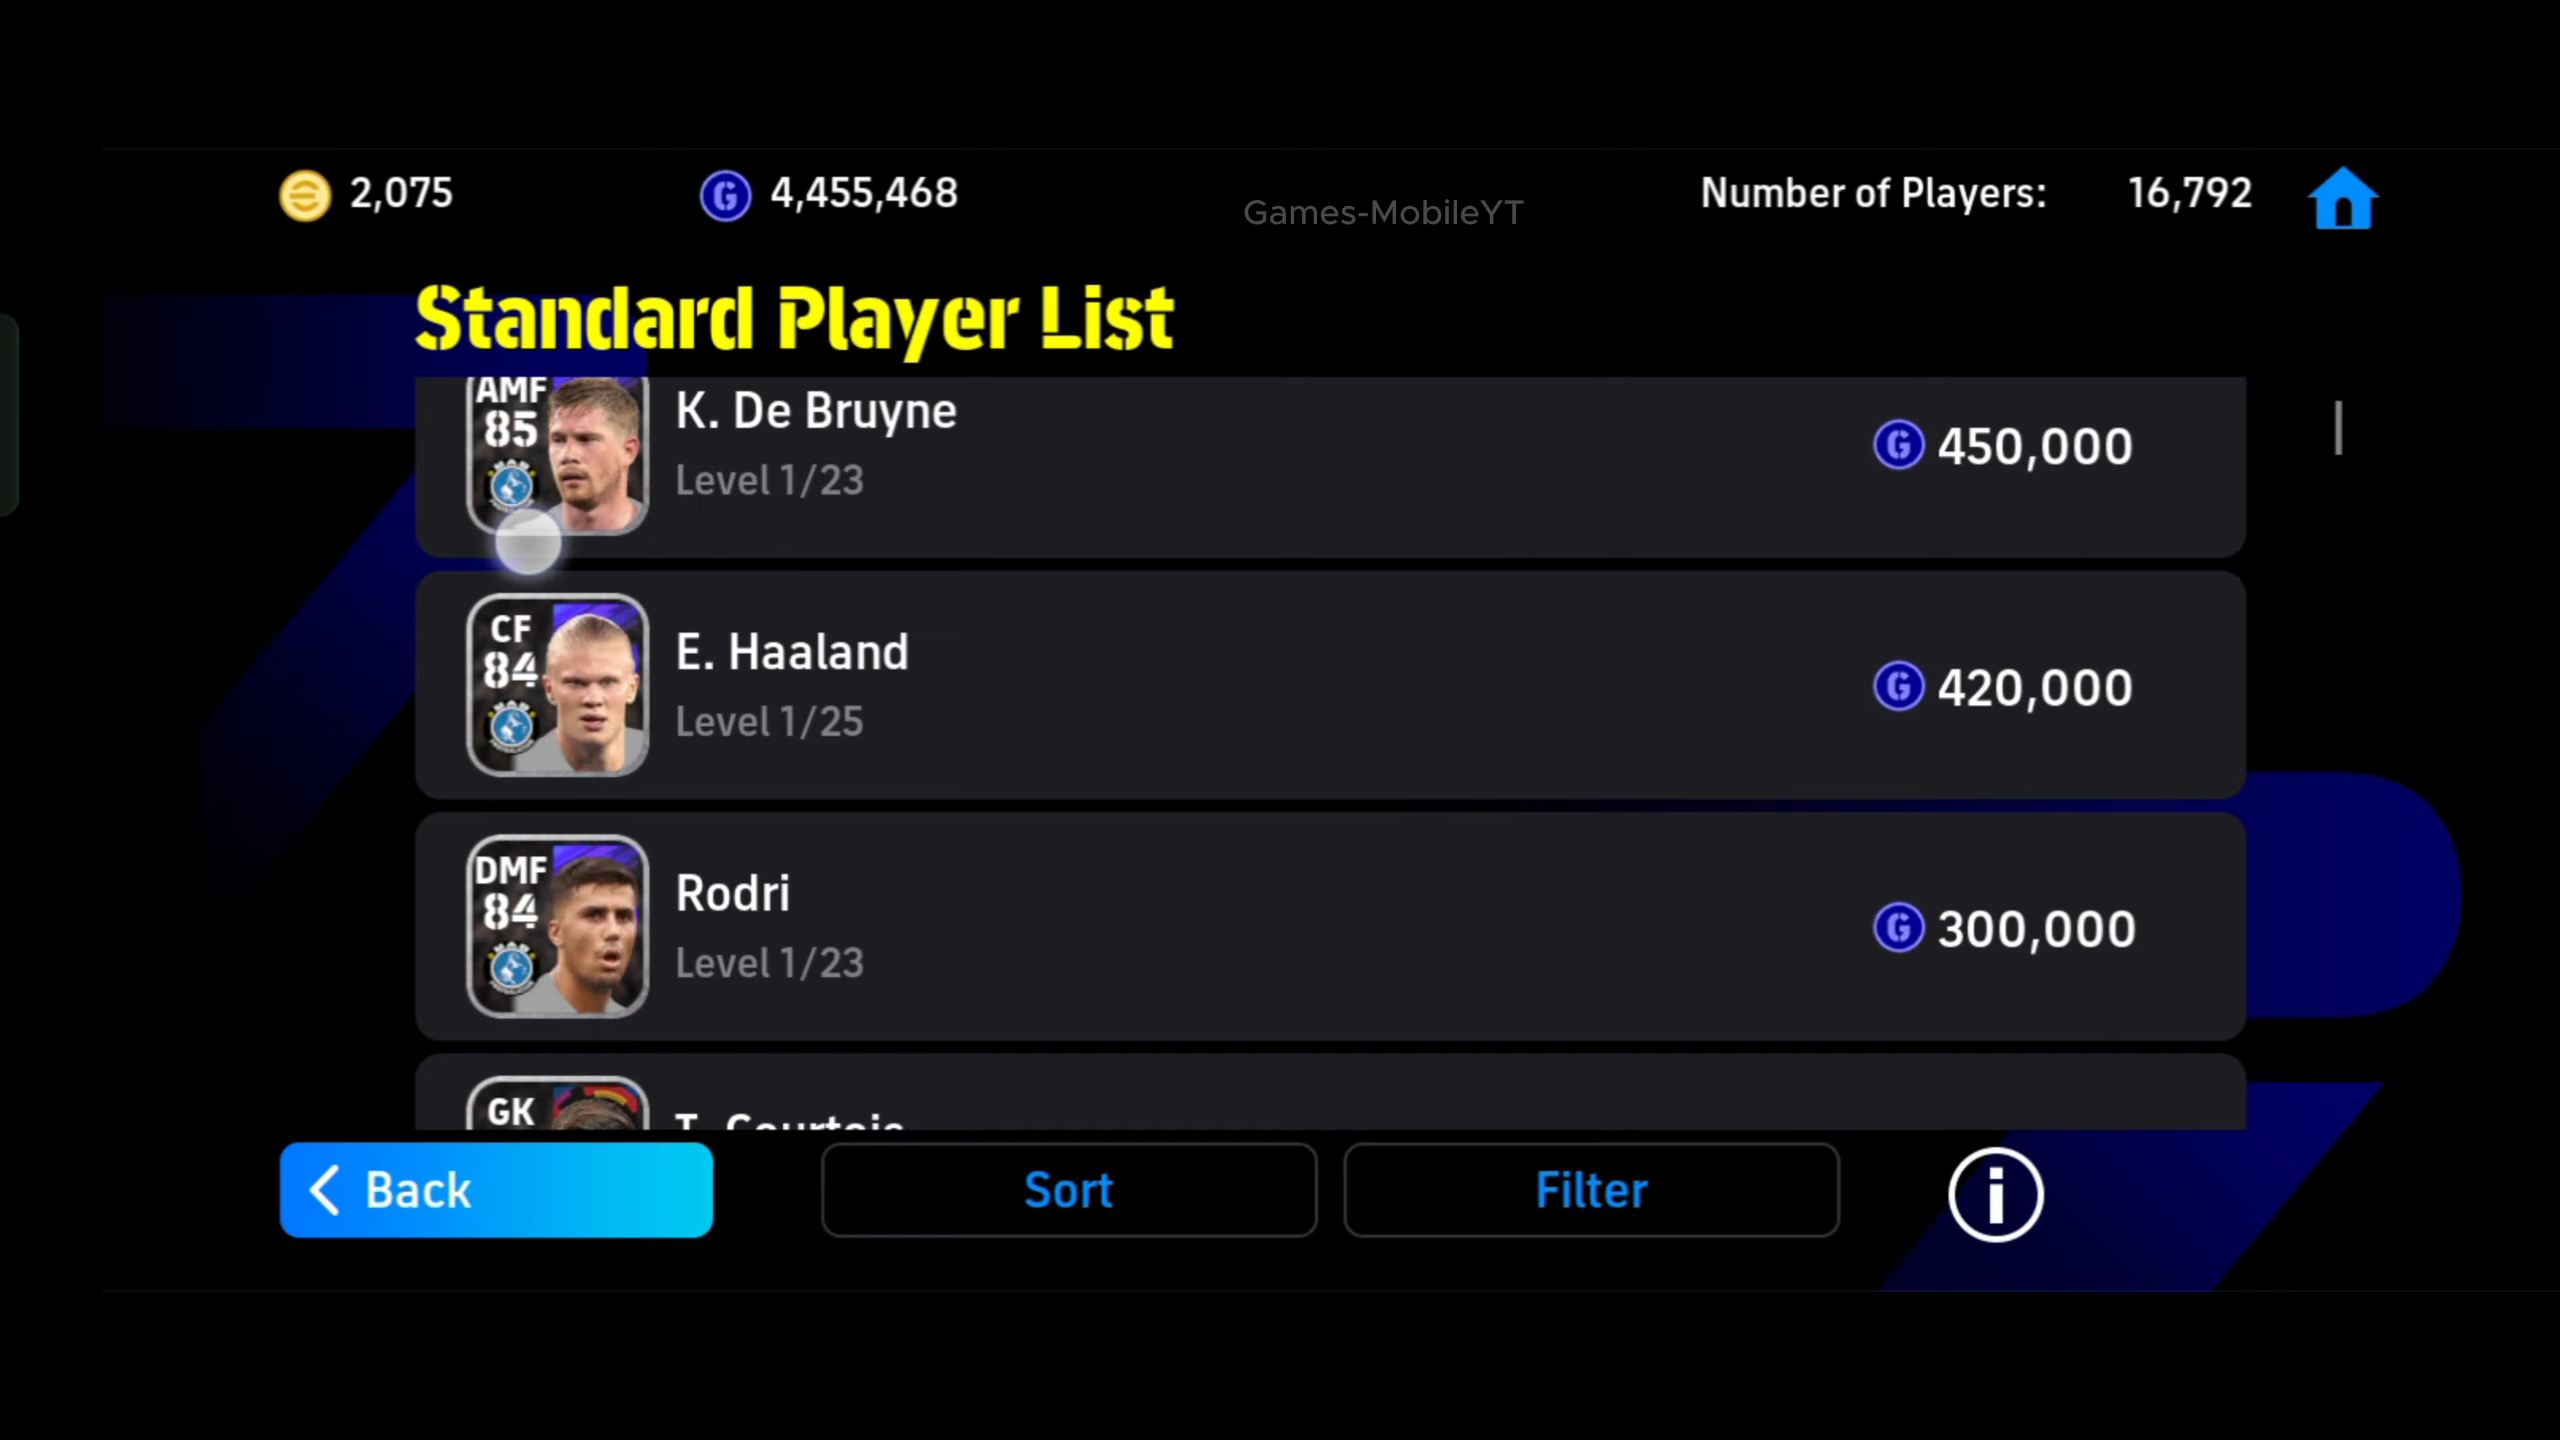 2,075
4,455,468
Games-MobileYT
Number of Players: 16,792
Standard Player List
AMF
85
K. De Bruyne
Level 1/23
450,000
CF
84
E. Haaland
Level 1/25
420,000
DMF
84
Rodri
Level 1/23
300,000
GK
T. Courtois
Back
Sort
Filter